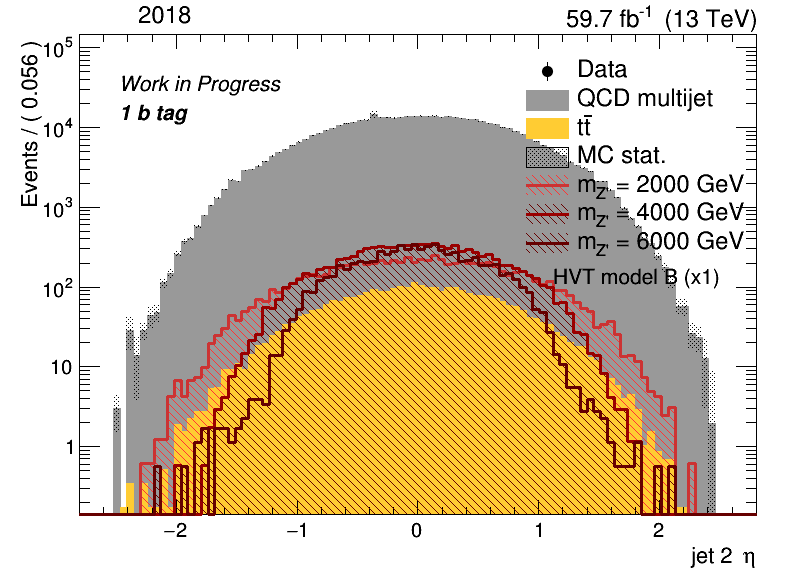 2018
59.7 fb⁻¹ (13 TeV)
Events / ( 0.056 )
10⁵
10⁴
10³
10²
10
1
Work in Progress
1 b tag
Data
QCD multijet
tt̄
MC stat.
m_Z' = 2000 GeV
m_Z' = 4000 GeV
m_Z' = 6000 GeV
HVT model B (x1)
−2 −1 0 1 2
jet 2 η